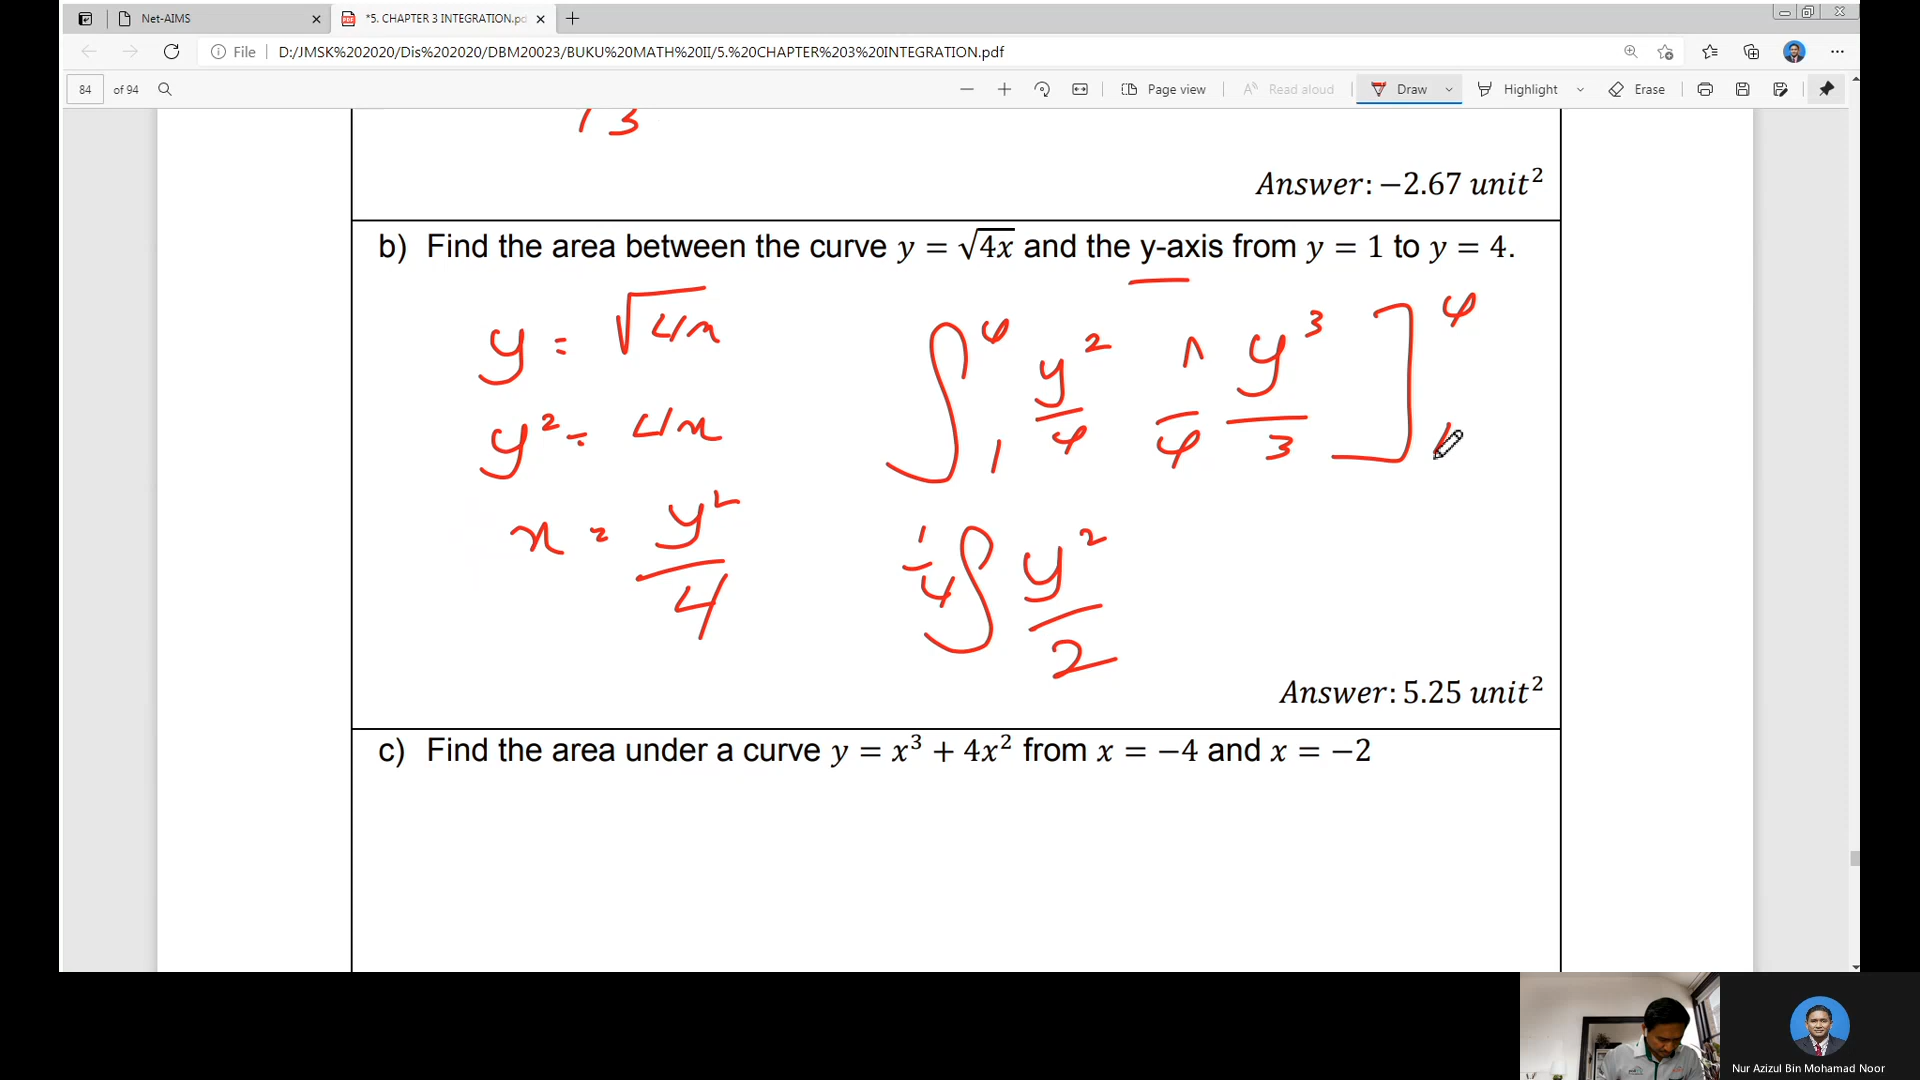 Net-AIMS
*5. CHAPTER 3 INTEGRATION.pd
File D:/JMSK%202020/Dis%202020/DBM20023/BUKU%20MATH%20II/5.%20CHAPTER%203%20INTEGRATION.pdf
84 of 94 Page view Read aloud Draw Highlight Erase
13
Answer: −2.67 unit²
b) Find the area between the curve y = √4x and the y-axis from y = 1 to y = 4.
y = √4x
y² = 4x
x = y²/4
∫₁⁴ y²/4 1/4 y³/3 ]₁⁴
1/4 ∫ y²/2
Answer: 5.25 unit²
c) Find the area under a curve y = x³ + 4x² from x = −4 and x = −2
Nur Azizul Bin Mohamad Noor